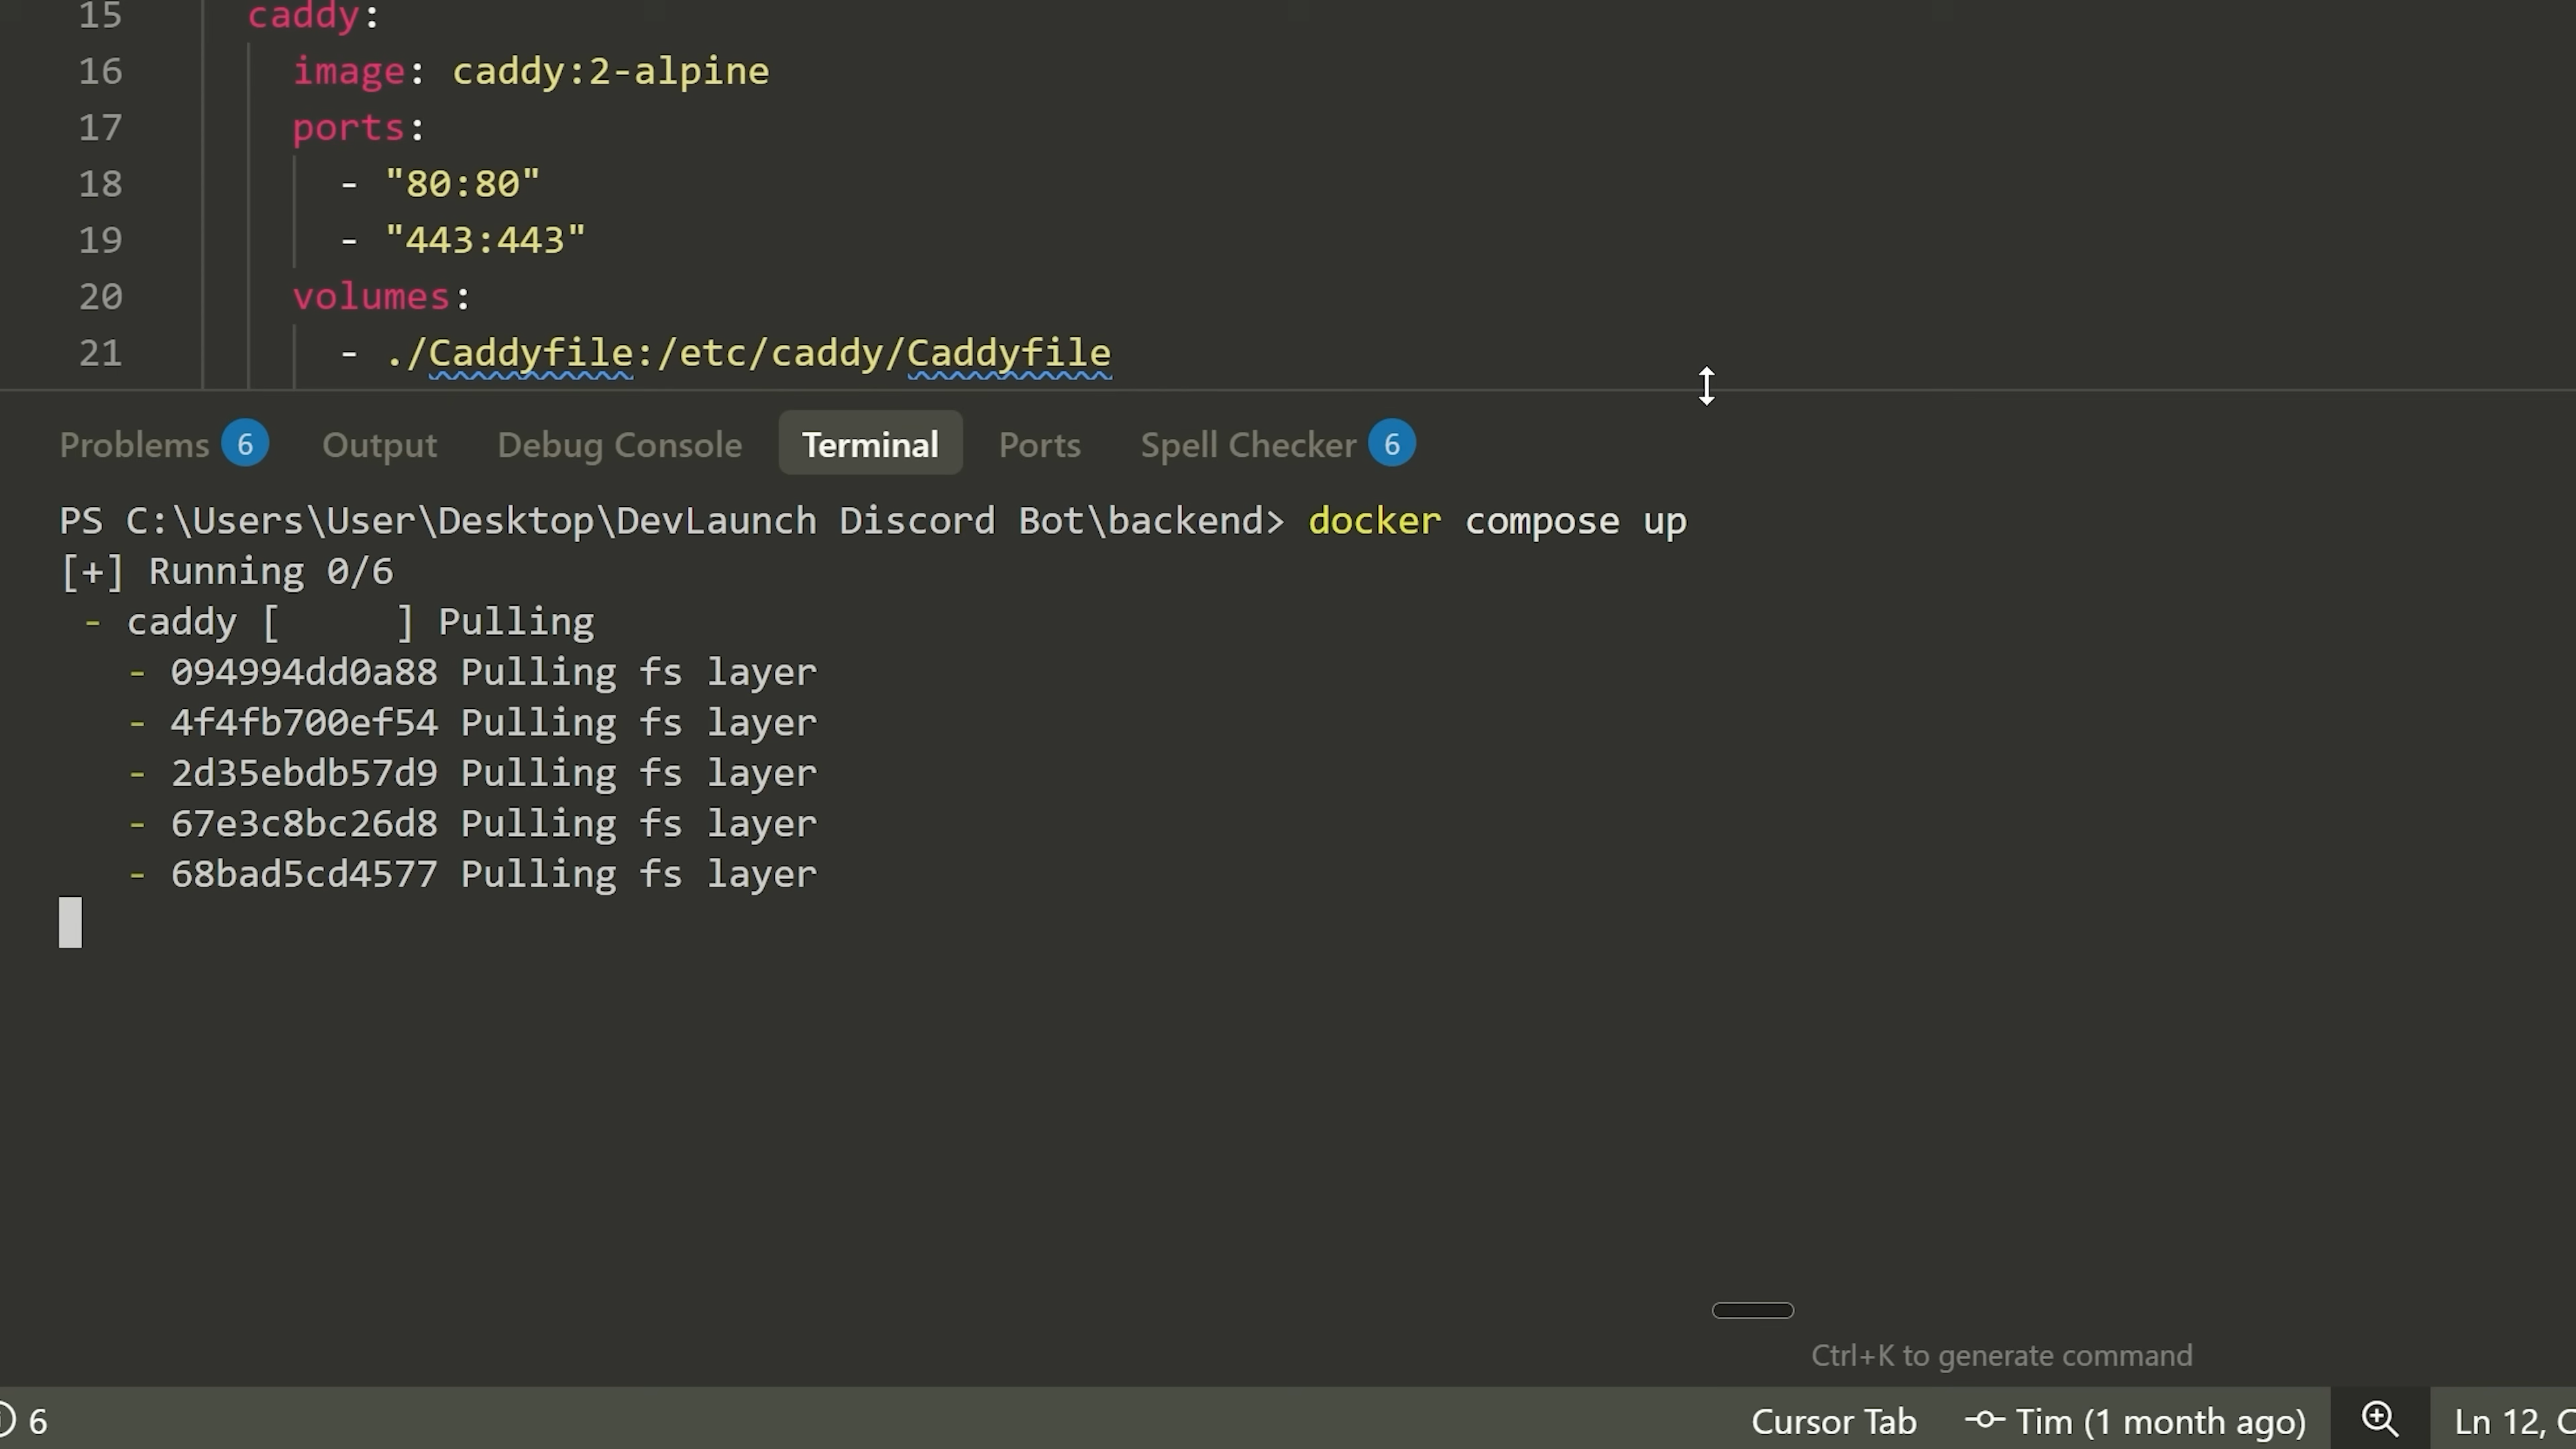 15 caddy:
16 image: caddy:2-alpine
17 ports:
18 - "80:80"
19 - "443:443"
20 volumes:
21 - ./Caddyfile:/etc/caddy/Caddyfile
Problems 6 Output Debug Console Terminal Ports Spell Checker 6
PS C:\Users\User\Desktop\DevLaunch Discord Bot\backend> docker compose up
[+] Running 0/6
- caddy [ ] Pulling
- 094994dd0a88 Pulling fs layer
- 4f4fb700ef54 Pulling fs layer
- 2d35ebdb57d9 Pulling fs layer
- 67e3c8bc26d8 Pulling fs layer
- 68bad5cd4577 Pulling fs layer
Ctrl+K to generate command
6 Cursor Tab Tim (1 month ago) Ln 12, C